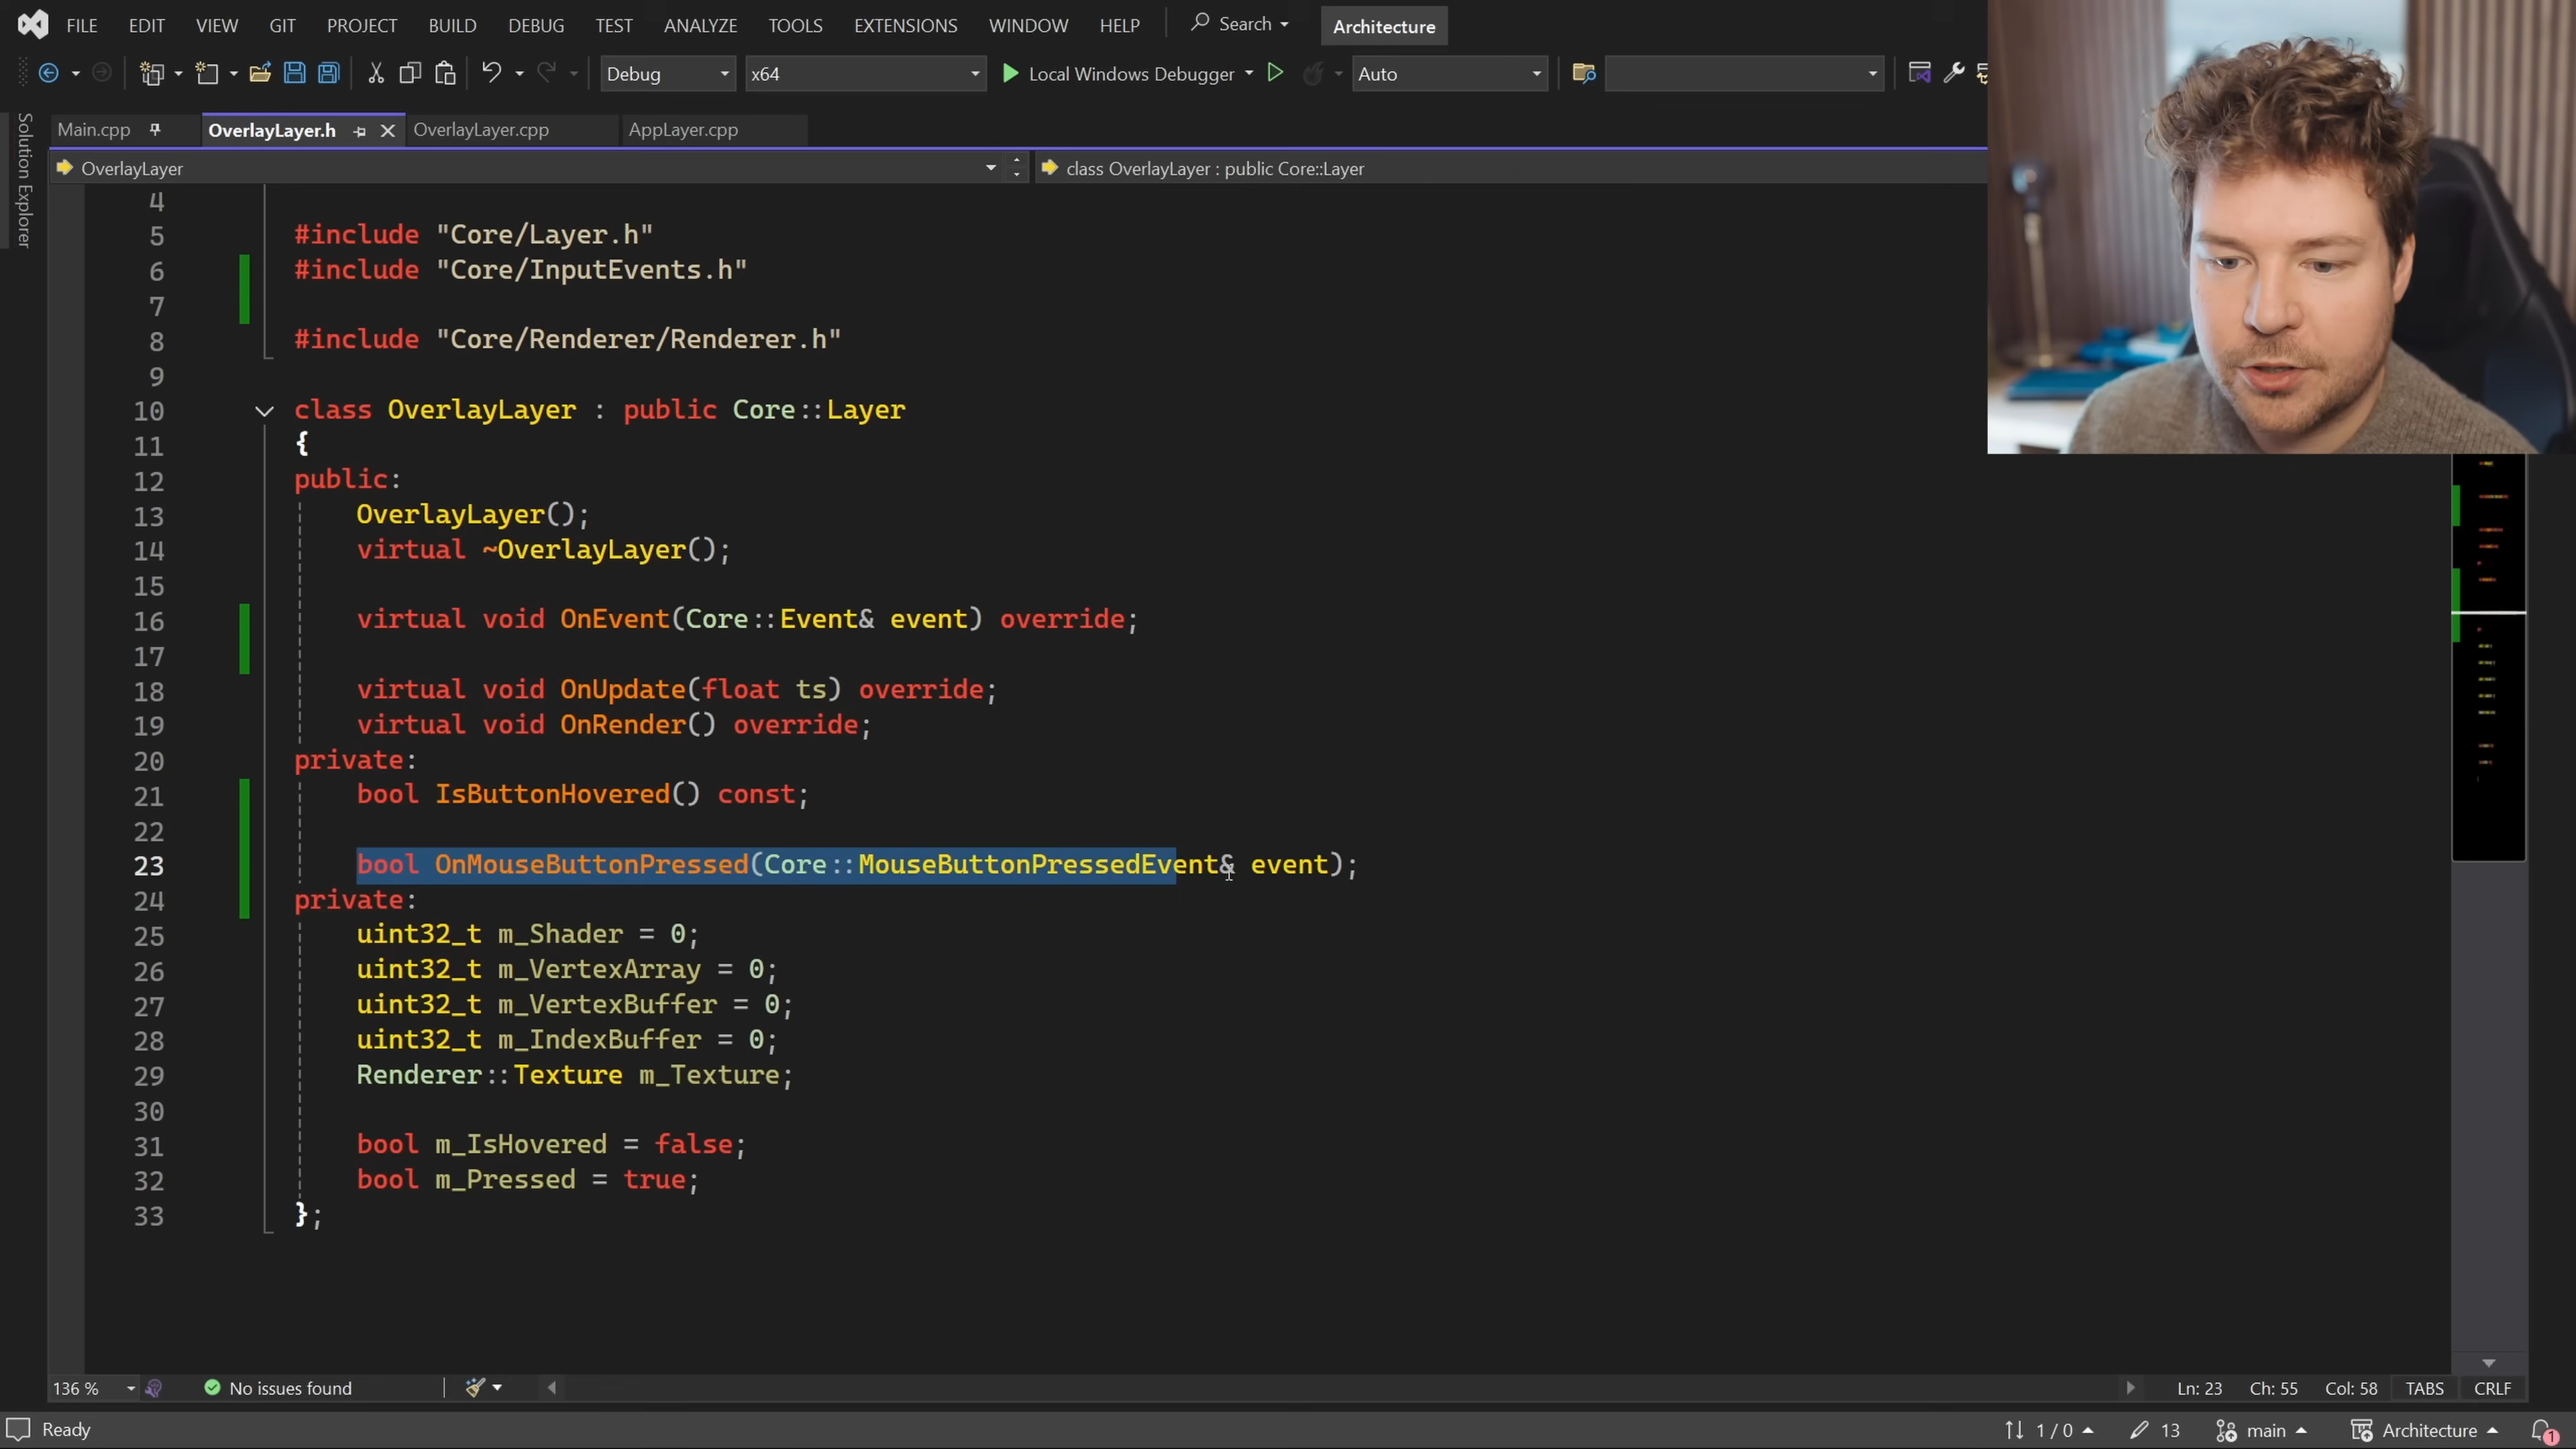 FILE EDIT VIEW GIT PROJECT BUILD DEBUG TEST ANALYZE TOOLS EXTENSIONS WINDOW HELP Search Architecture
Debug x64 Local Windows Debugger Auto
Solution Explorer
Main.cpp OverlayLayer.h OverlayLayer.cpp AppLayer.cpp
OverlayLayer class OverlayLayer : public Core::Layer
4
5 #include "Core/Layer.h"
6 #include "Core/InputEvents.h"
7
8 #include "Core/Renderer/Renderer.h"
9
10 class OverlayLayer : public Core::Layer
11 {
12 public:
13 OverlayLayer();
14 virtual ~OverlayLayer();
15
16 virtual void OnEvent(Core::Event& event) override;
17
18 virtual void OnUpdate(float ts) override;
19 virtual void OnRender() override;
20 private:
21 bool IsButtonHovered() const;
22
23 bool OnMouseButtonPressed(Core::MouseButtonPressedEvent& event);
24 private:
25 uint32_t m_Shader = 0;
26 uint32_t m_VertexArray = 0;
27 uint32_t m_VertexBuffer = 0;
28 uint32_t m_IndexBuffer = 0;
29 Renderer::Texture m_Texture;
30
31 bool m_IsHovered = false;
32 bool m_Pressed = true;
33 };
136 % No issues found Ln: 23 Ch: 55 Col: 58 TABS CRLF
Ready 1 / 0 13 main Architecture 1